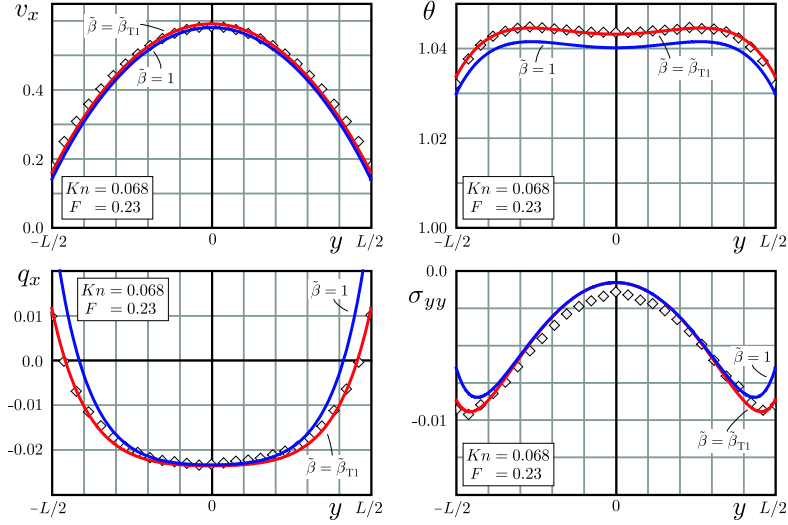 v_x
β̃ = β̃_T1
β̃ = 1
0.4
0.2
0.0
Kn = 0.068
F = 0.23
−L/2
0
y
L/2
θ
1.04
1.02
1.00
β̃ = 1
β̃ = β̃_T1
Kn = 0.068
F = 0.23
−L/2
0
y
L/2
q_x
0.01
0.0
-0.01
-0.02
Kn = 0.068
F = 0.23
β̃ = 1
β̃ = β̃_T1
−L/2
0
y
L/2
0.0
σ_yy
-0.01
β̃ = 1
β̃ = β̃_T1
Kn = 0.068
F = 0.23
−L/2
0
y
L/2